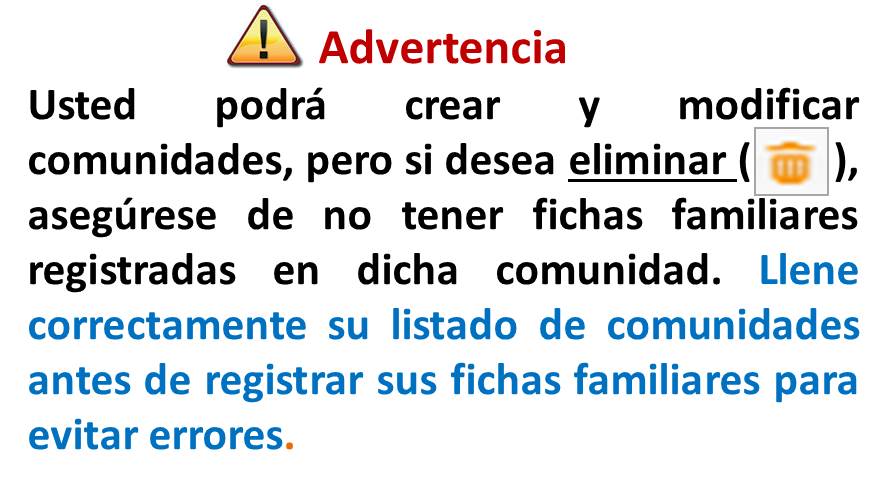 Advertencia
Usted podrá crear y modificar
comunidades, pero si desea eliminar ( ),
asegúrese de no tener fichas familiares
registradas en dicha comunidad. Llene
correctamente su listado de comunidades
antes de registrar sus fichas familiares para
evitar errores.